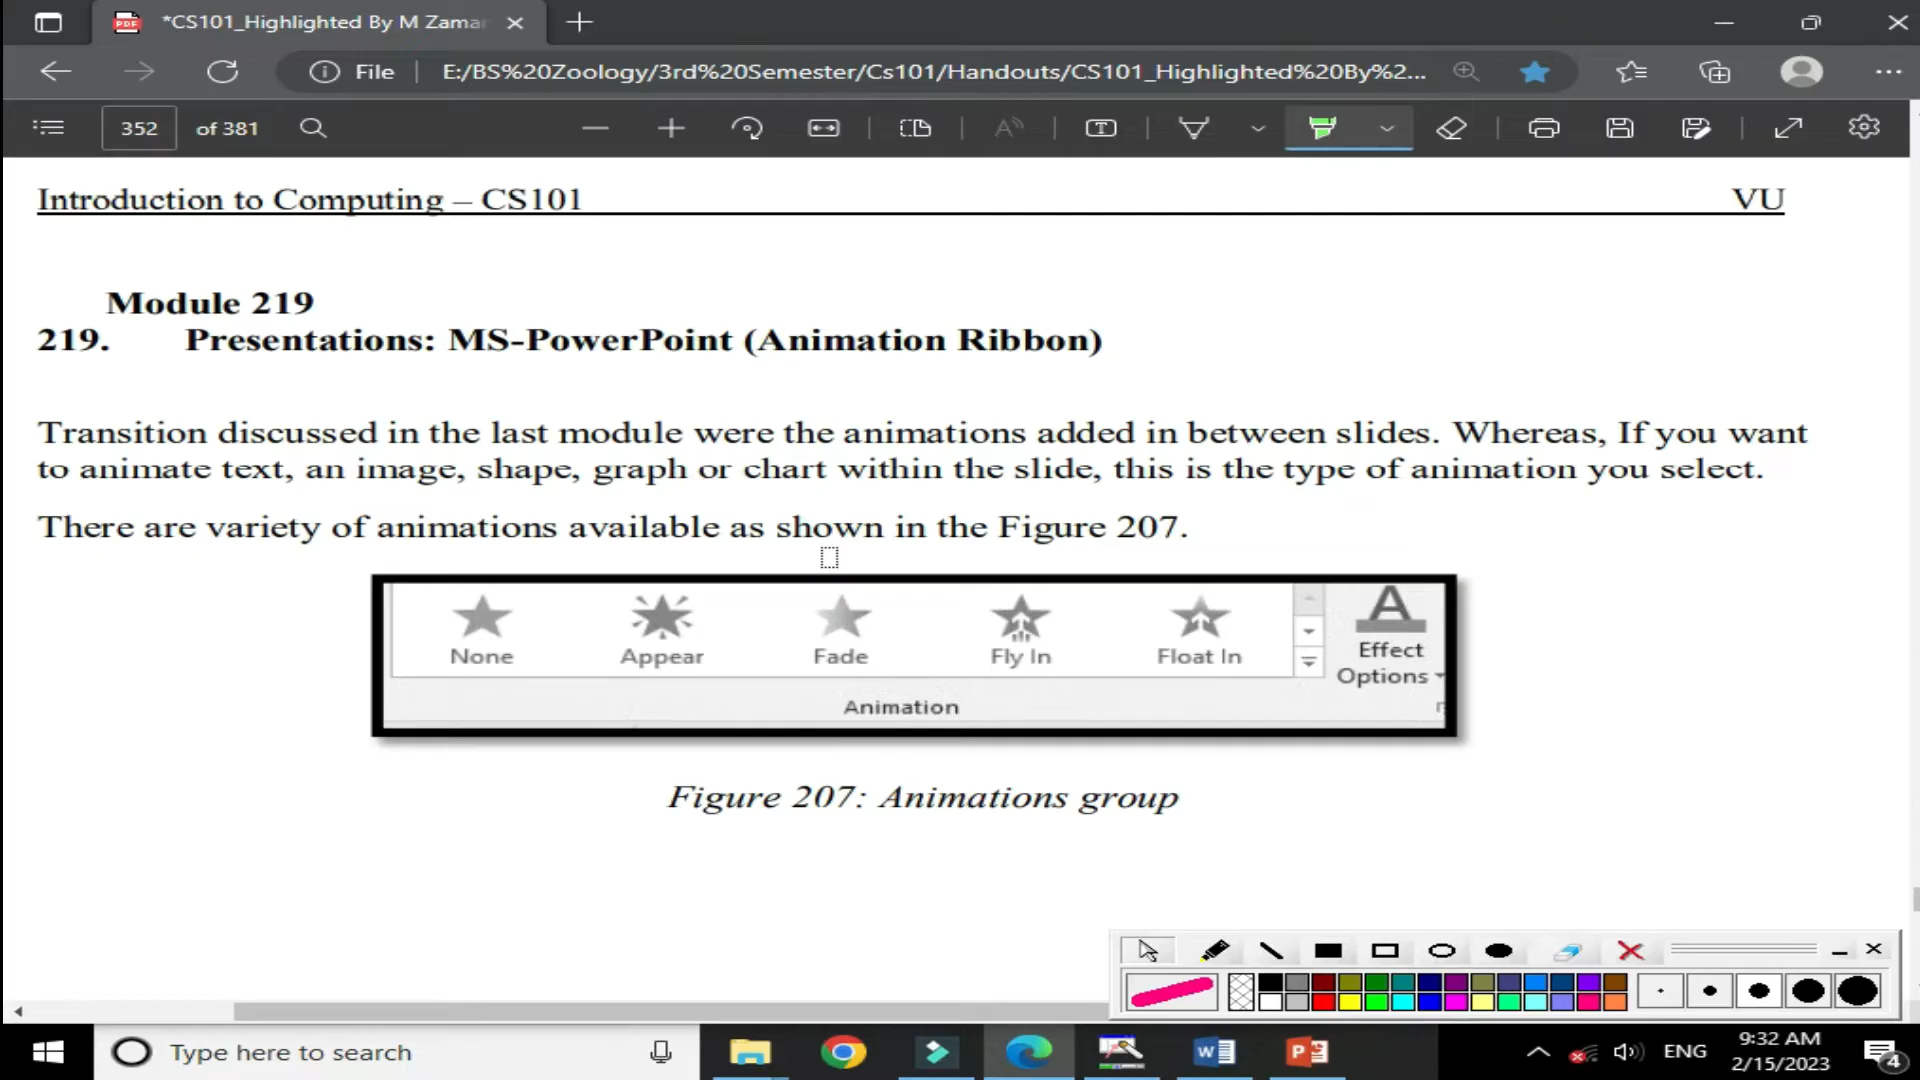 *CS101_Highlighted By M Zamar
File
E:/BS%20Zoology/3rd%20Semester/Cs101/Handouts/CS101_Highlighted%20By%2...
352 of 381
Introduction to Computing – CS101 VU
Module 219
219. Presentations: MS-PowerPoint (Animation Ribbon)
Transition discussed in the last module were the animations added in between slides. Whereas, If you want
to animate text, an image, shape, graph or chart within the slide, this is the type of animation you select.
There are variety of animations available as shown in the Figure 207.
None Appear Fade Fly In Float In
Effect
Options
Animation
Figure 207: Animations group
Type here to search
ENG
9:32 AM
2/15/2023
4